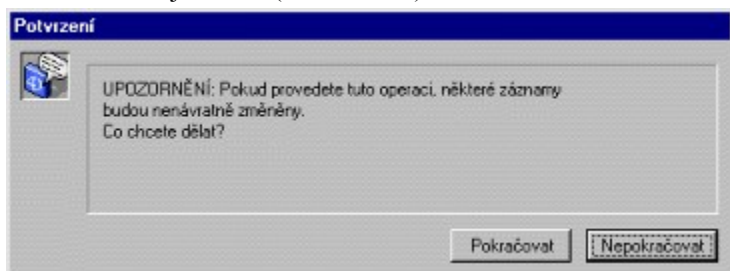 Potvrzení
UPOZORNĚNÍ: Pokud provedete tuto operaci, některé záznamy
budou nenávratně změněny.
Co chcete dělat?
Pokračovat
Nepokračovat